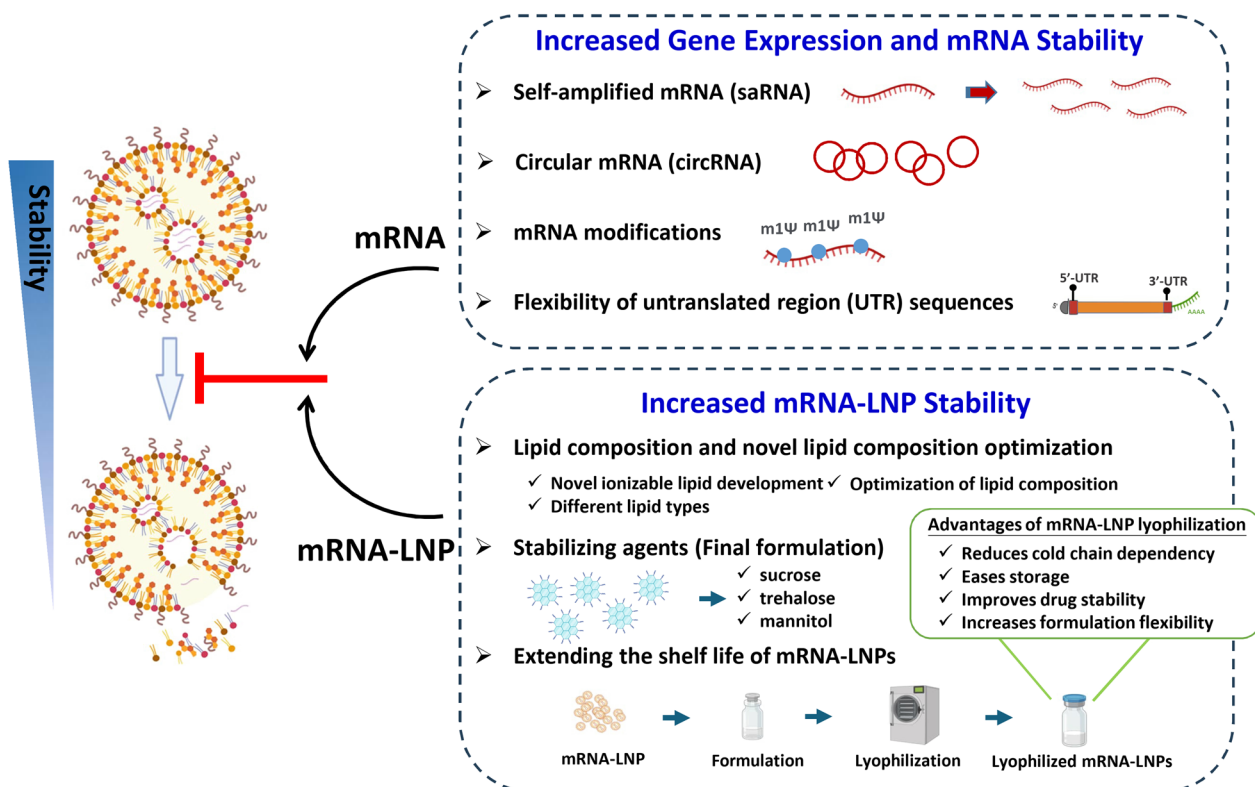 Stability
mRNA
mRNA-LNP
Increased Gene Expression and mRNA Stability
➢ Self-amplified mRNA (saRNA)
➢ Circular mRNA (circRNA)
➢ mRNA modifications
m1Ψ m1Ψ m1Ψ
➢ Flexibility of untranslated region (UTR) sequences
5'-UTR 3'-UTR
5' AAAA
Increased mRNA-LNP Stability
➢ Lipid composition and novel lipid composition optimization
✓ Novel ionizable lipid development ✓ Optimization of lipid composition
✓ Different lipid types
➢ Stabilizing agents (Final formulation)
✓ sucrose
✓ trehalose
✓ mannitol
Advantages of mRNA-LNP lyophilization
✓ Reduces cold chain dependency
✓ Eases storage
✓ Improves drug stability
✓ Increases formulation flexibility
➢ Extending the shelf life of mRNA-LNPs
mRNA-LNP Formulation Lyophilization Lyophilized mRNA-LNPs